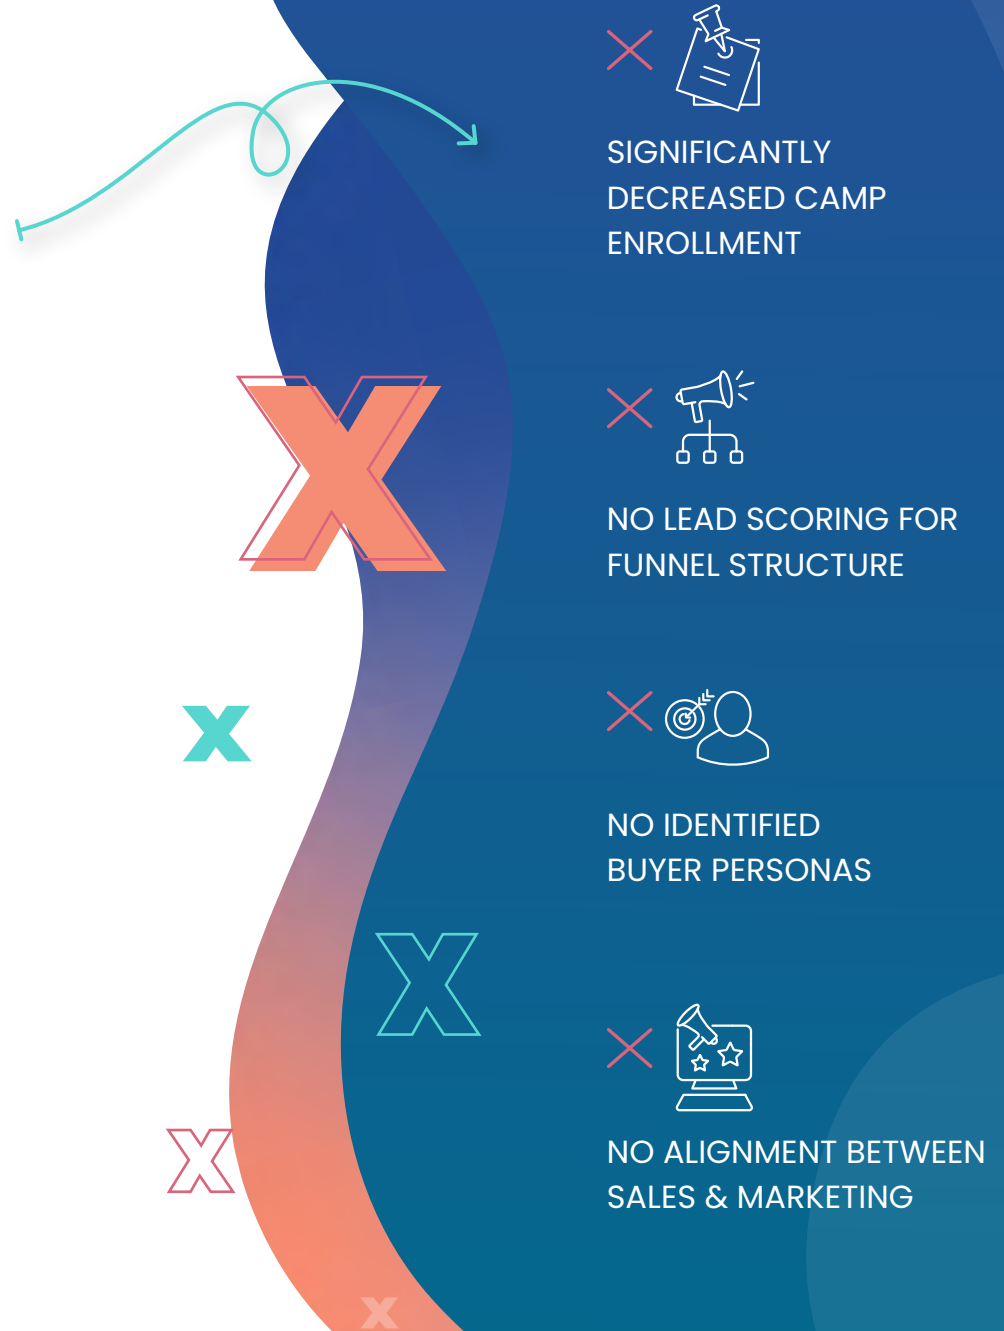 SIGNIFICANTLY
DECREASED CAMP
ENROLLMENT
NO LEAD SCORING FOR
FUNNEL STRUCTURE
NO IDENTIFIED
BUYER PERSONAS
NO ALIGNMENT BETWEEN
SALES & MARKETING